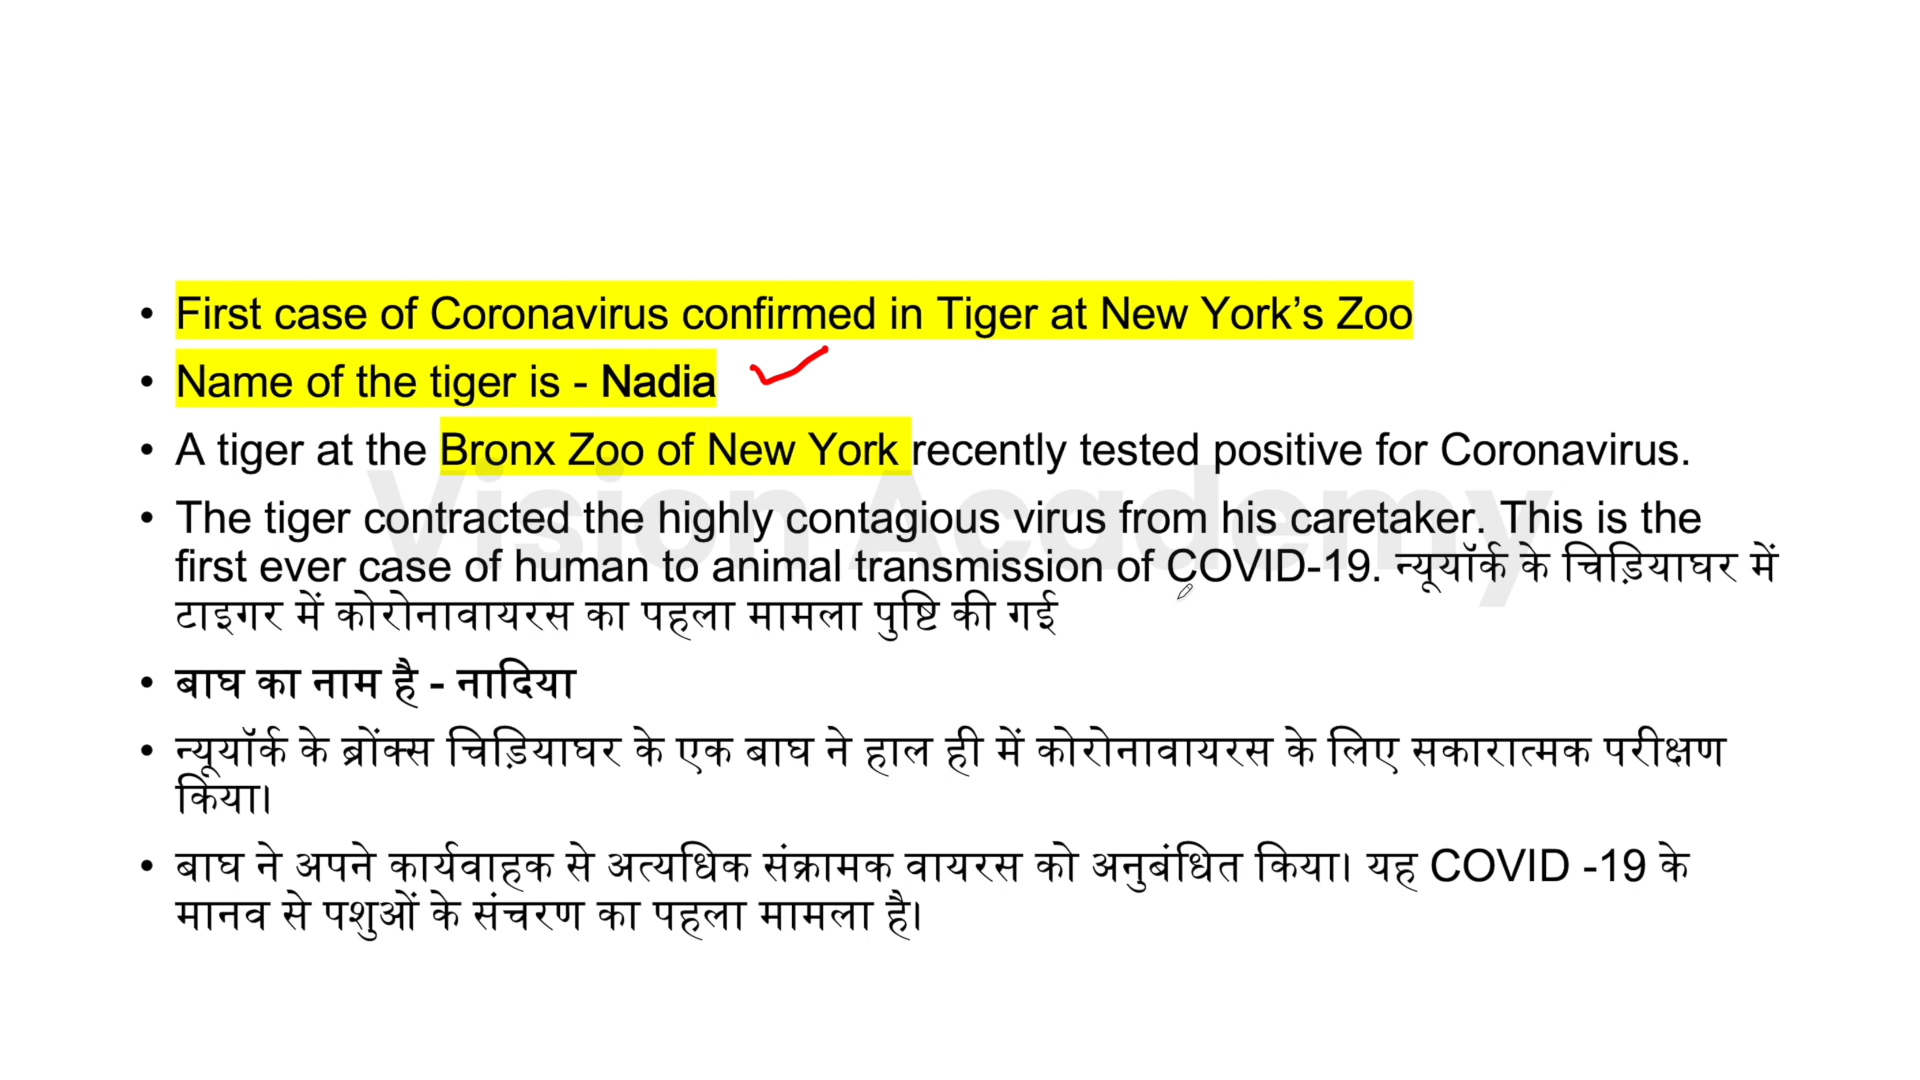 • First case of Coronavirus confirmed in Tiger at New York’s Zoo
• Name of the tiger is - Nadia
• A tiger at the Bronx Zoo of New York recently tested positive for Coronavirus.
Vision Academy
• The tiger contracted the highly contagious virus from his caretaker. This is the
first ever case of human to animal transmission of COVID-19. न्यूयॉर्क के चिड़ियाघर में
टाइगर में कोरोनावायरस का पहला मामला पुष्टि की गई
• बाघ का नाम है - नादिया
• न्यूयॉर्क के ब्रोंक्स चिड़ियाघर के एक बाघ ने हाल ही में कोरोनावायरस के लिए सकारात्मक परीक्षण
किया।
• बाघ ने अपने कार्यवाहक से अत्यधिक संक्रामक वायरस को अनुबंधित किया। यह COVID -19 के
मानव से पशुओं के संचरण का पहला मामला है।